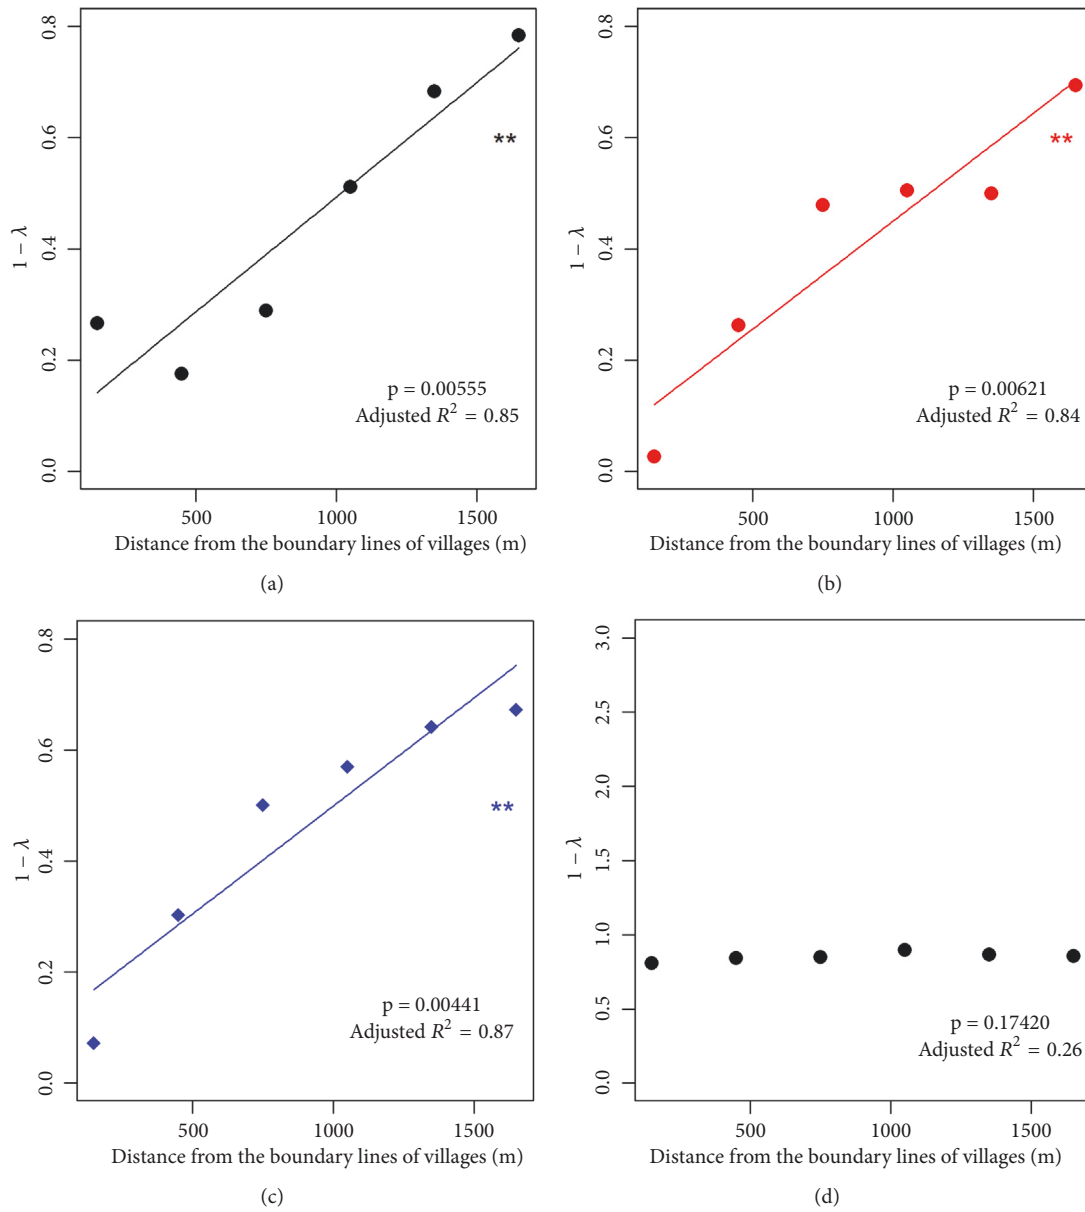 0.8
0.6
0.4
0.2
0.0
1 − λ
**
p = 0.00555
Adjusted R² = 0.85
500 1000 1500
Distance from the boundary lines of villages (m)
(a)
0.8
0.6
0.4
0.2
0.0
1 − λ
**
p = 0.00621
Adjusted R² = 0.84
500 1000 1500
Distance from the boundary lines of villages (m)
(b)
0.8
0.6
0.4
0.2
0.0
1 − λ
**
p = 0.00441
Adjusted R² = 0.87
500 1000 1500
Distance from the boundary lines of villages (m)
(c)
3.0
2.5
2.0
1.5
1.0
0.5
0.0
1 − λ
p = 0.17420
Adjusted R² = 0.26
500 1000 1500
Distance from the boundary lines of villages (m)
(d)